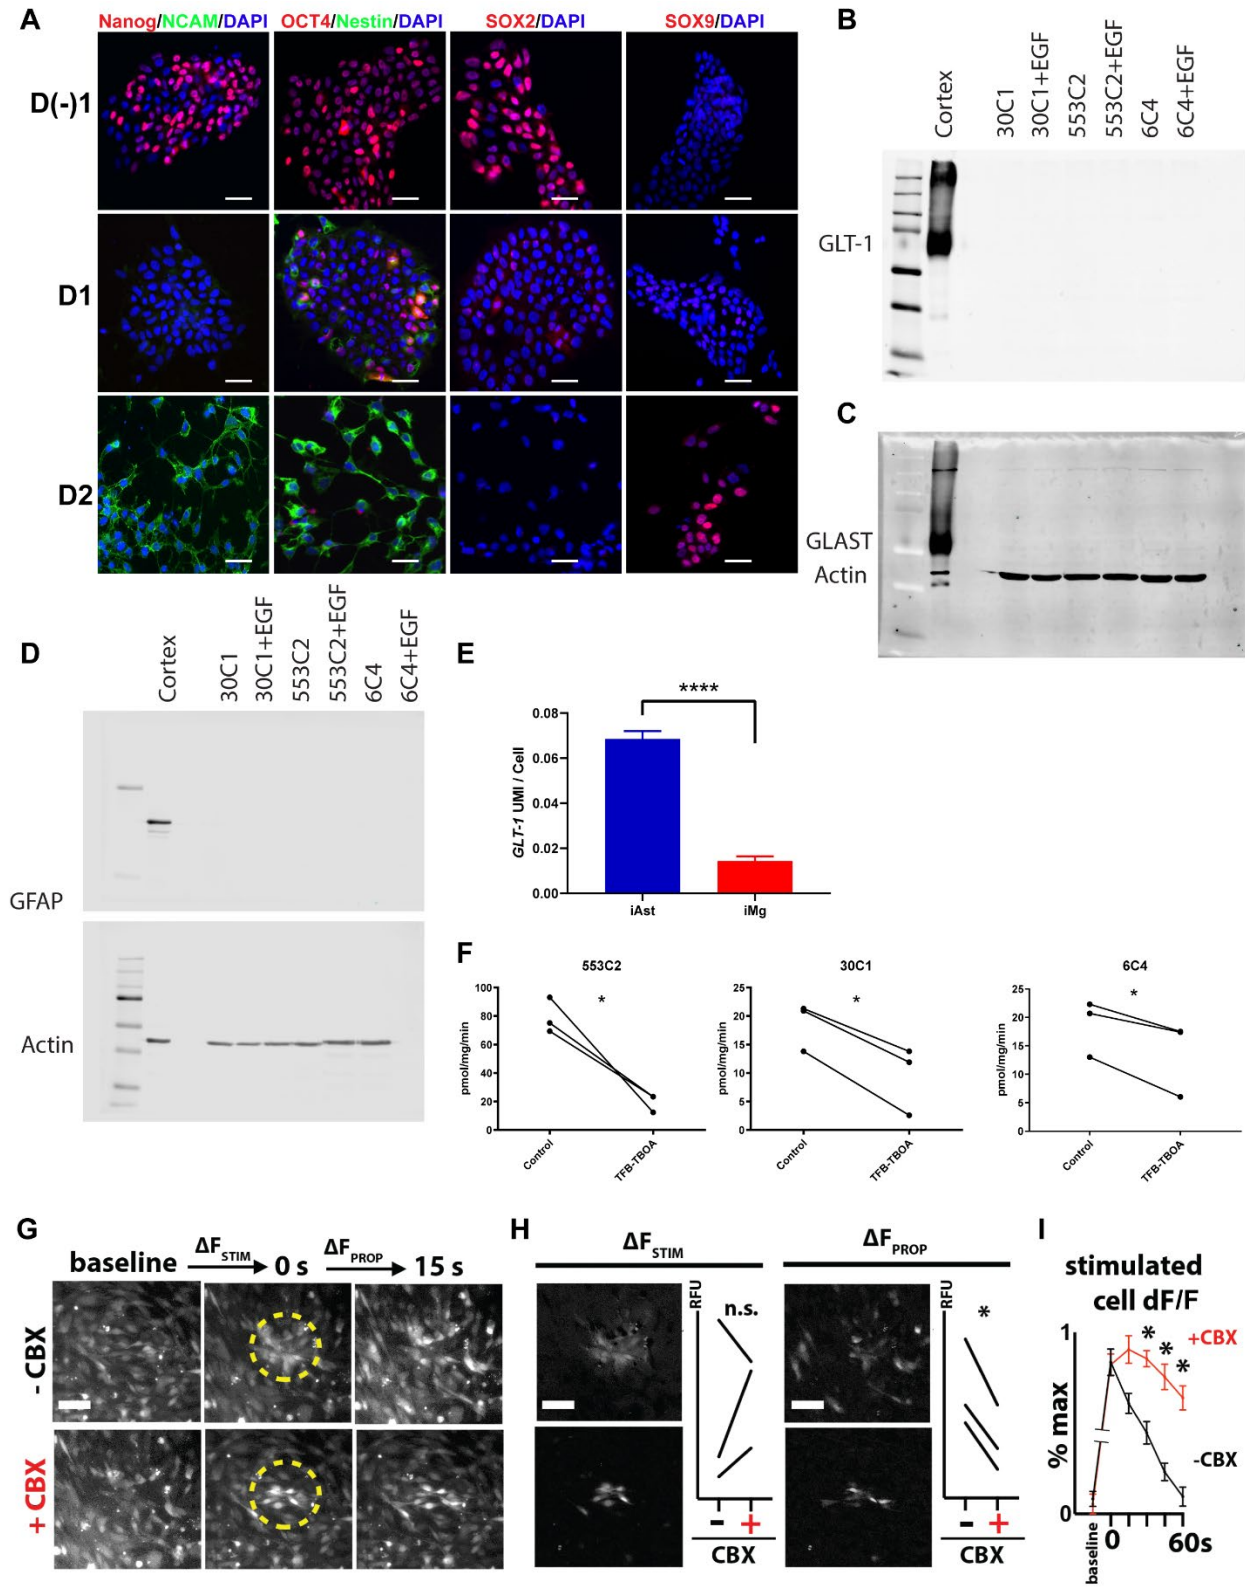 A
Nanog/NCAM/DAPI
OCT4/Nestin/DAPI
SOX2/DAPI
SOX9/DAPI
D(-)1
D1
D2
B
Cortex
30C1
30C1+EGF
553C2
553C2+EGF
6C4
6C4+EGF
GLT-1
C
GLAST
Actin
D
Cortex
30C1
30C1+EGF
553C2
553C2+EGF
6C4
6C4+EGF
GFAP
Actin
E
****
0.08
0.06
0.04
0.02
0.00
GLT-1 UMI / Cell
iAst
iMg
F
553C2
*
100
80
60
40
20
0
pmol/mg/min
Control
TFB-TBOA
30C1
*
25
20
15
10
5
0
pmol/mg/min
Control
TFB-TBOA
6C4
*
25
20
15
10
5
0
pmol/mg/min
Control
TFB-TBOA
G
baseline
ΔFSTIM
0 s
ΔFPROP
15 s
- CBX
+ CBX
H
ΔFSTIM
RFU
n.s.
- +
CBX
ΔFPROP
RFU
*
- +
CBX
I
stimulated
cell dF/F
1
+CBX
* * *
% max
-CBX
0
baseline
0
60s